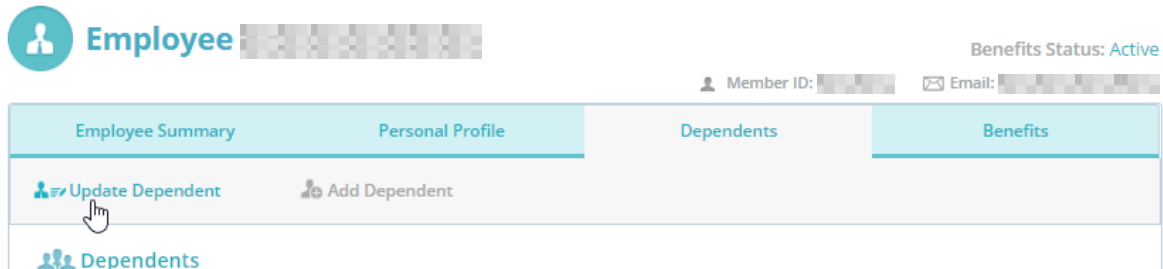 Employee
Benefits Status: Active
Member ID:
Email:
Employee Summary
Personal Profile
Dependents
Benefits
Update Dependent
Add Dependent
Dependents